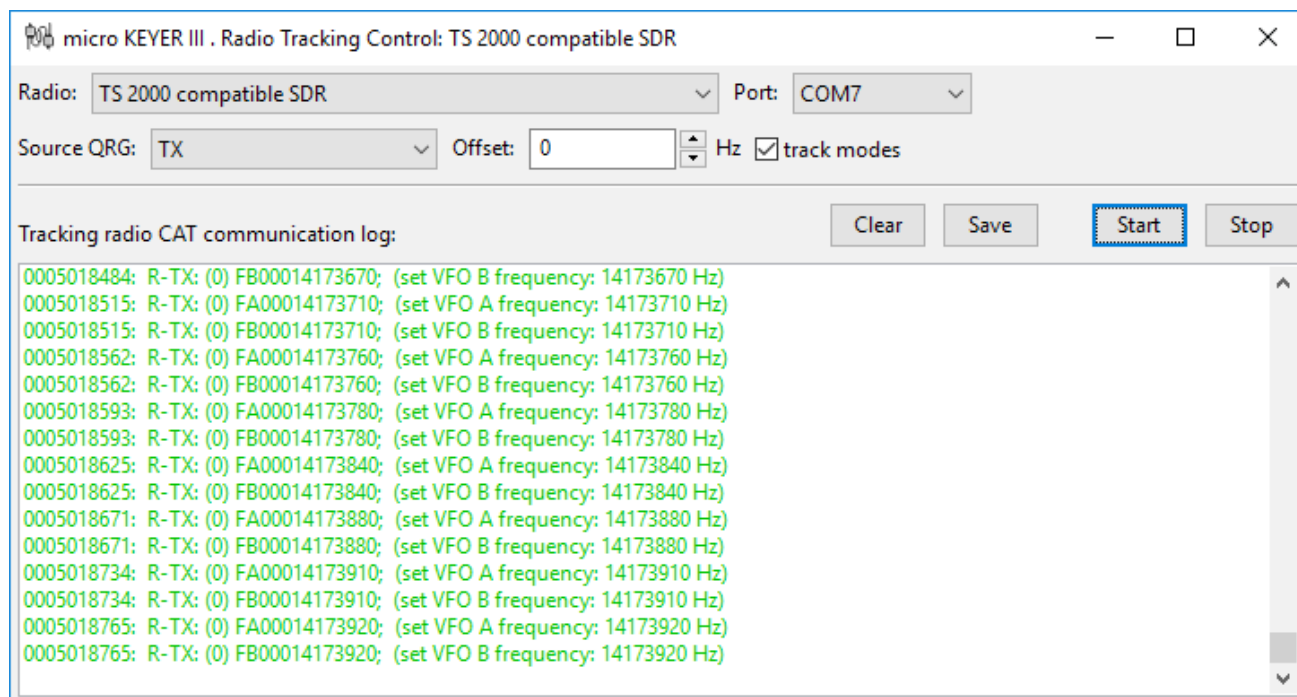 micro KEYER III . Radio Tracking Control: TS 2000 compatible SDR
Radio: TS 2000 compatible SDR Port: COM7
Source QRG: TX Offset: 0 Hz track modes
Clear Save Start Stop
Tracking radio CAT communication log:
0005018484: R-TX: (0) FB00014173670; (set VFO B frequency: 14173670 Hz)
0005018515: R-TX: (0) FA00014173710; (set VFO A frequency: 14173710 Hz)
0005018515: R-TX: (0) FB00014173710; (set VFO B frequency: 14173710 Hz)
0005018562: R-TX: (0) FA00014173760; (set VFO A frequency: 14173760 Hz)
0005018562: R-TX: (0) FB00014173760; (set VFO B frequency: 14173760 Hz)
0005018593: R-TX: (0) FA00014173780; (set VFO A frequency: 14173780 Hz)
0005018593: R-TX: (0) FB00014173780; (set VFO B frequency: 14173780 Hz)
0005018625: R-TX: (0) FA00014173840; (set VFO A frequency: 14173840 Hz)
0005018625: R-TX: (0) FB00014173840; (set VFO B frequency: 14173840 Hz)
0005018671: R-TX: (0) FA00014173880; (set VFO A frequency: 14173880 Hz)
0005018671: R-TX: (0) FB00014173880; (set VFO B frequency: 14173880 Hz)
0005018734: R-TX: (0) FA00014173910; (set VFO A frequency: 14173910 Hz)
0005018734: R-TX: (0) FB00014173910; (set VFO B frequency: 14173910 Hz)
0005018765: R-TX: (0) FA00014173920; (set VFO A frequency: 14173920 Hz)
0005018765: R-TX: (0) FB00014173920; (set VFO B frequency: 14173920 Hz)